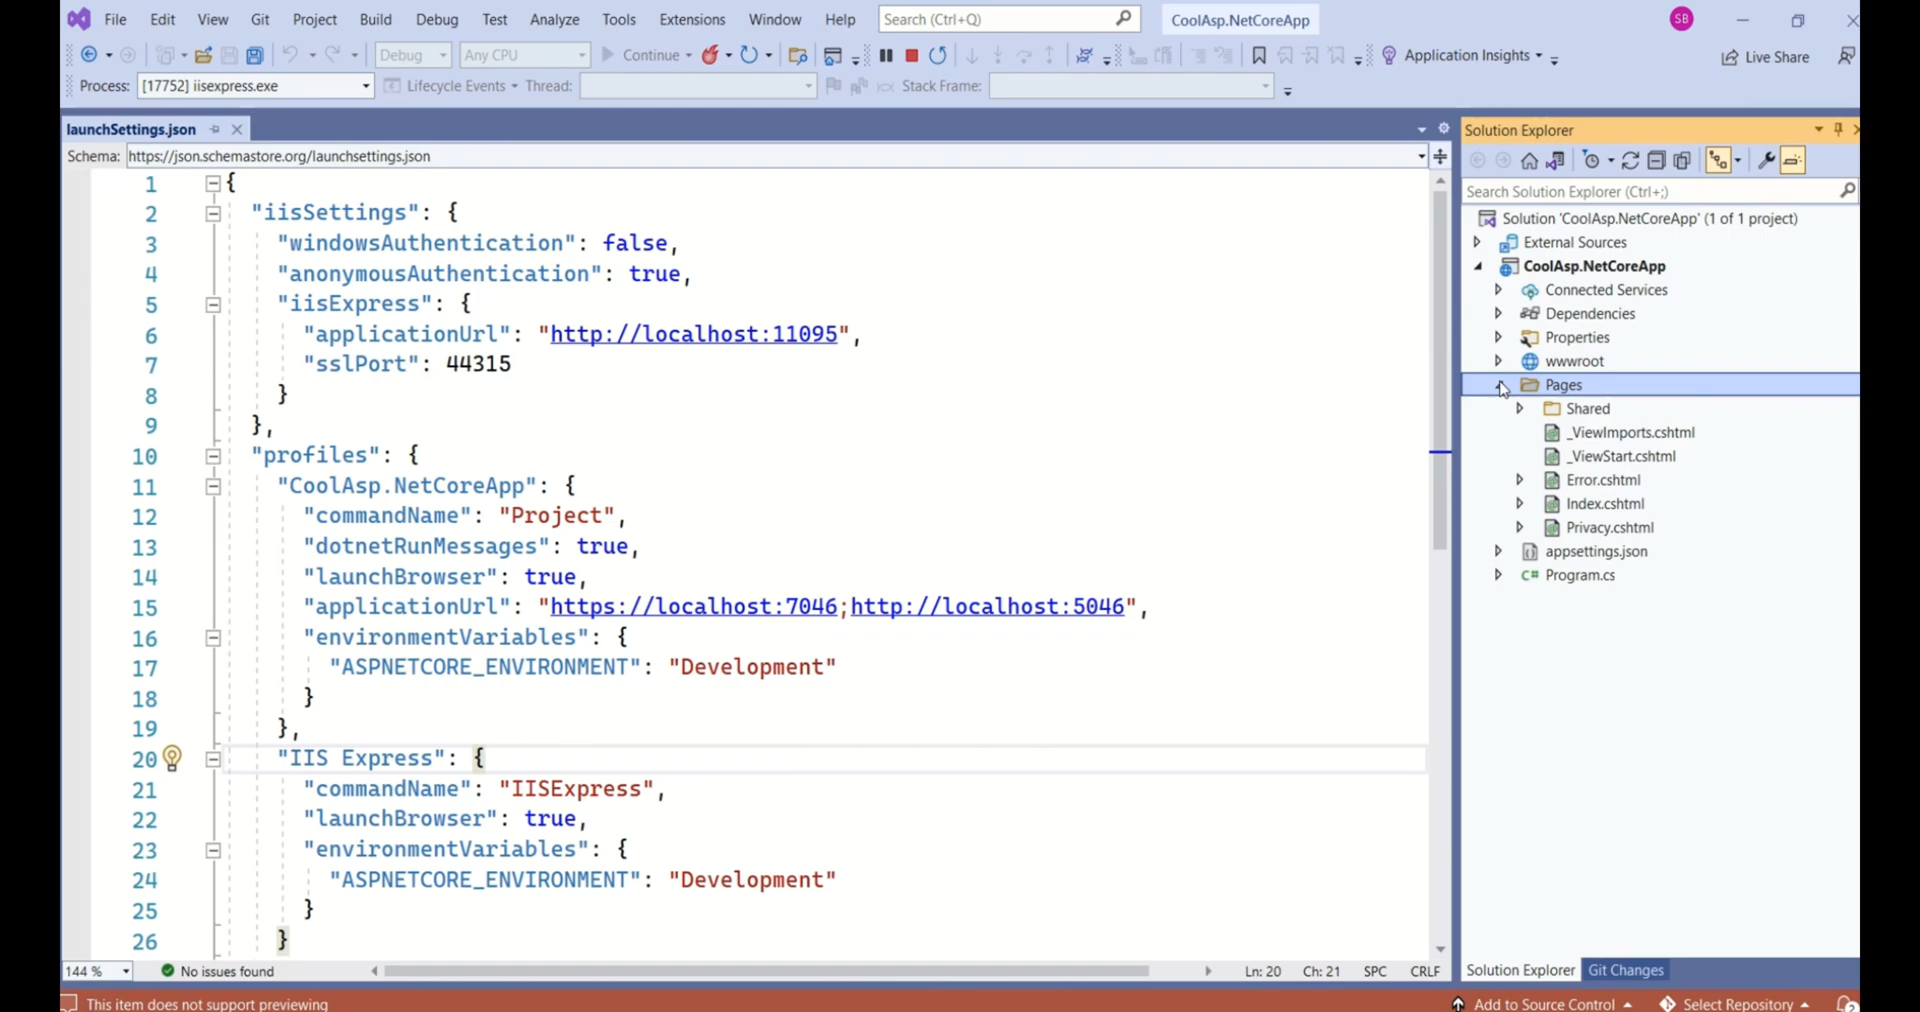 File Edit View Git Project Build Debug Test Analyze Tools Extensions Window Help Search (Ctrl+Q) CoolAsp.NetCoreApp SB
Debug Any CPU Continue Application Insights Live Share
Process: [17752] iisexpress.exe Lifecycle Events Thread: Stack Frame:
launchSettings.json
Schema: https://json.schemastore.org/launchsettings.json
1 {
2 "iisSettings": {
3 "windowsAuthentication": false,
4 "anonymousAuthentication": true,
5 "iisExpress": {
6 "applicationUrl": "http://localhost:11095",
7 "sslPort": 44315
8 }
9 },
10 "profiles": {
11 "CoolAsp.NetCoreApp": {
12 "commandName": "Project",
13 "dotnetRunMessages": true,
14 "launchBrowser": true,
15 "applicationUrl": "https://localhost:7046;http://localhost:5046",
16 "environmentVariables": {
17 "ASPNETCORE_ENVIRONMENT": "Development"
18 }
19 },
20 "IIS Express": {
21 "commandName": "IISExpress",
22 "launchBrowser": true,
23 "environmentVariables": {
24 "ASPNETCORE_ENVIRONMENT": "Development"
25 }
26 }
144 % No issues found Ln: 20 Ch: 21 SPC CRLF
Solution Explorer
Search Solution Explorer (Ctrl+;)
Solution 'CoolAsp.NetCoreApp' (1 of 1 project)
External Sources
CoolAsp.NetCoreApp
Connected Services
Dependencies
Properties
wwwroot
Pages
Shared
_ViewImports.cshtml
_ViewStart.cshtml
Error.cshtml
Index.cshtml
Privacy.cshtml
appsettings.json
C# Program.cs
Solution Explorer Git Changes
This item does not support previewing Add to Source Control Select Repository 2